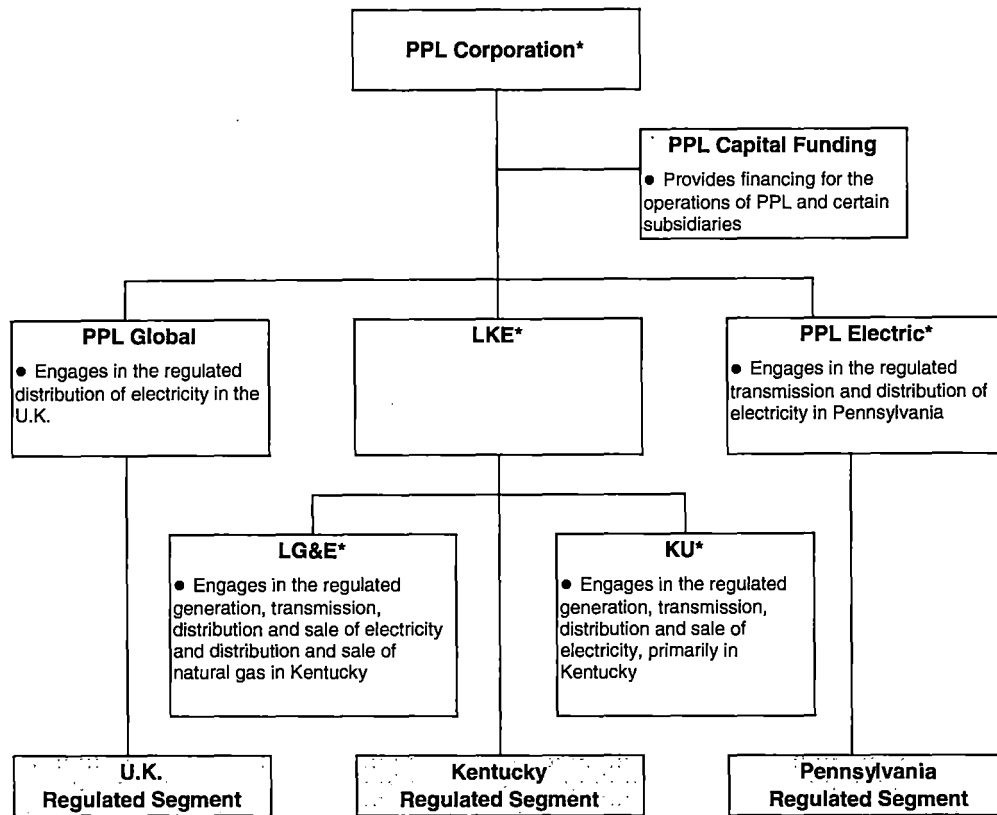 PPL Corporation*
PPL Capital Funding
● Provides financing for the
operations of PPL and certain
subsidiaries
PPL Global
● Engages in the regulated
distribution of electricity in the
U.K.
LKE*
PPL Electric*
● Engages in the regulated
transmission and distribution of
electricity in Pennsylvania
LG&E*
● Engages in the regulated
generation, transmission,
distribution and sale of electricity
and distribution and sale of
natural gas in Kentucky
KU*
● Engages in the regulated
generation, transmission,
distribution and sale of
electricity, primarily in
Kentucky
U.K.
Regulated Segment
Kentucky
Regulated Segment
Pennsylvania
Regulated Segment